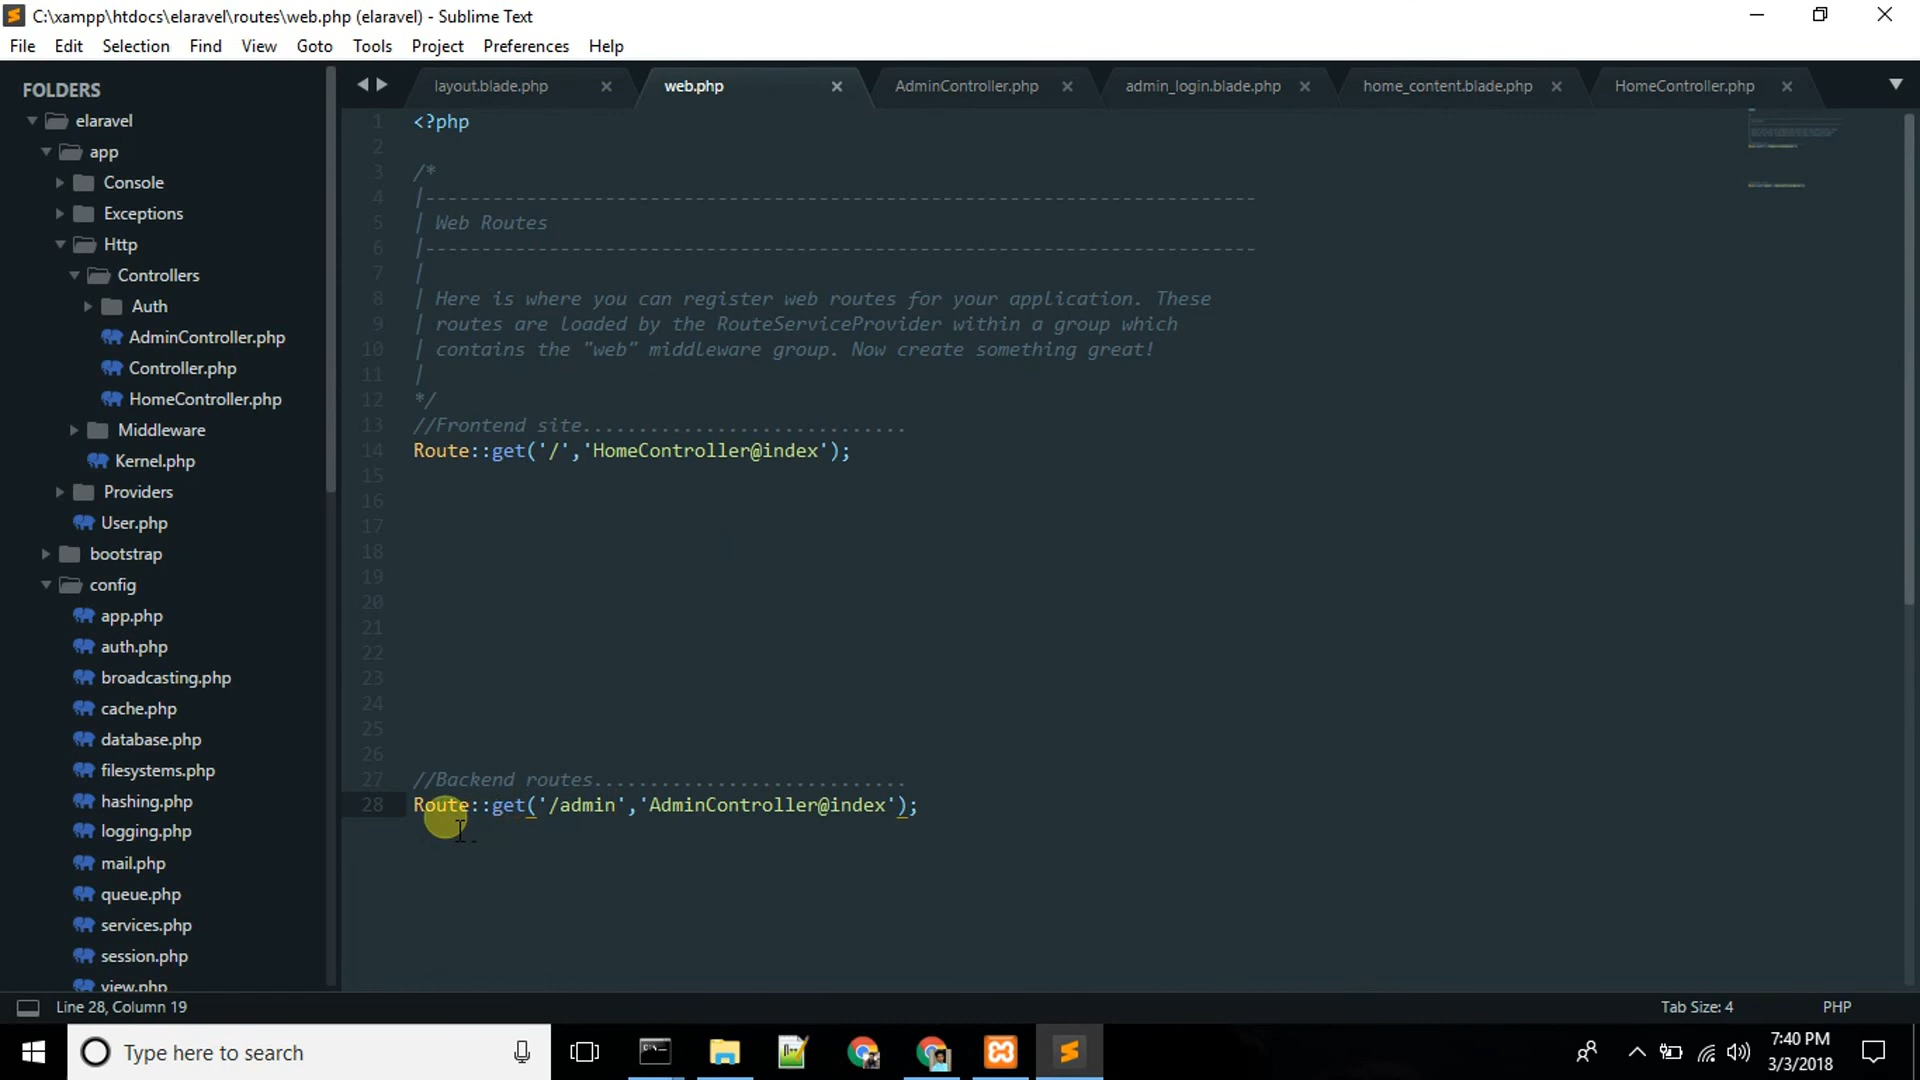 C:\xampp\htdocs\elaravel\routes\web.php (elaravel) - Sublime Text
File Edit Selection Find View Goto Tools Project Preferences Help
FOLDERS
elaravel
app
Console
Exceptions
Http
Controllers
Auth
AdminController.php
Controller.php
HomeController.php
Middleware
Kernel.php
Providers
User.php
bootstrap
config
app.php
auth.php
broadcasting.php
cache.php
database.php
filesystems.php
hashing.php
logging.php
mail.php
queue.php
services.php
session.php
view.php
layout.blade.php web.php AdminController.php admin_login.blade.php home_content.blade.php HomeController.php
1 <?php
2
3 /*
4 |--------------------------------------------------------------------------
5 | Web Routes
6 |--------------------------------------------------------------------------
7 |
8 | Here is where you can register web routes for your application. These
9 | routes are loaded by the RouteServiceProvider within a group which
10 | contains the "web" middleware group. Now create something great!
11 |
12 */
13 //Frontend site.............................
14 Route::get('/','HomeController@index');
15
16
17
18
19
20
21
22
23
24
25
26
27 //Backend routes............................
28 Route::get('/admin','AdminController@index');
Line 28, Column 19 Tab Size: 4 PHP
Type here to search
7:40 PM
3/3/2018